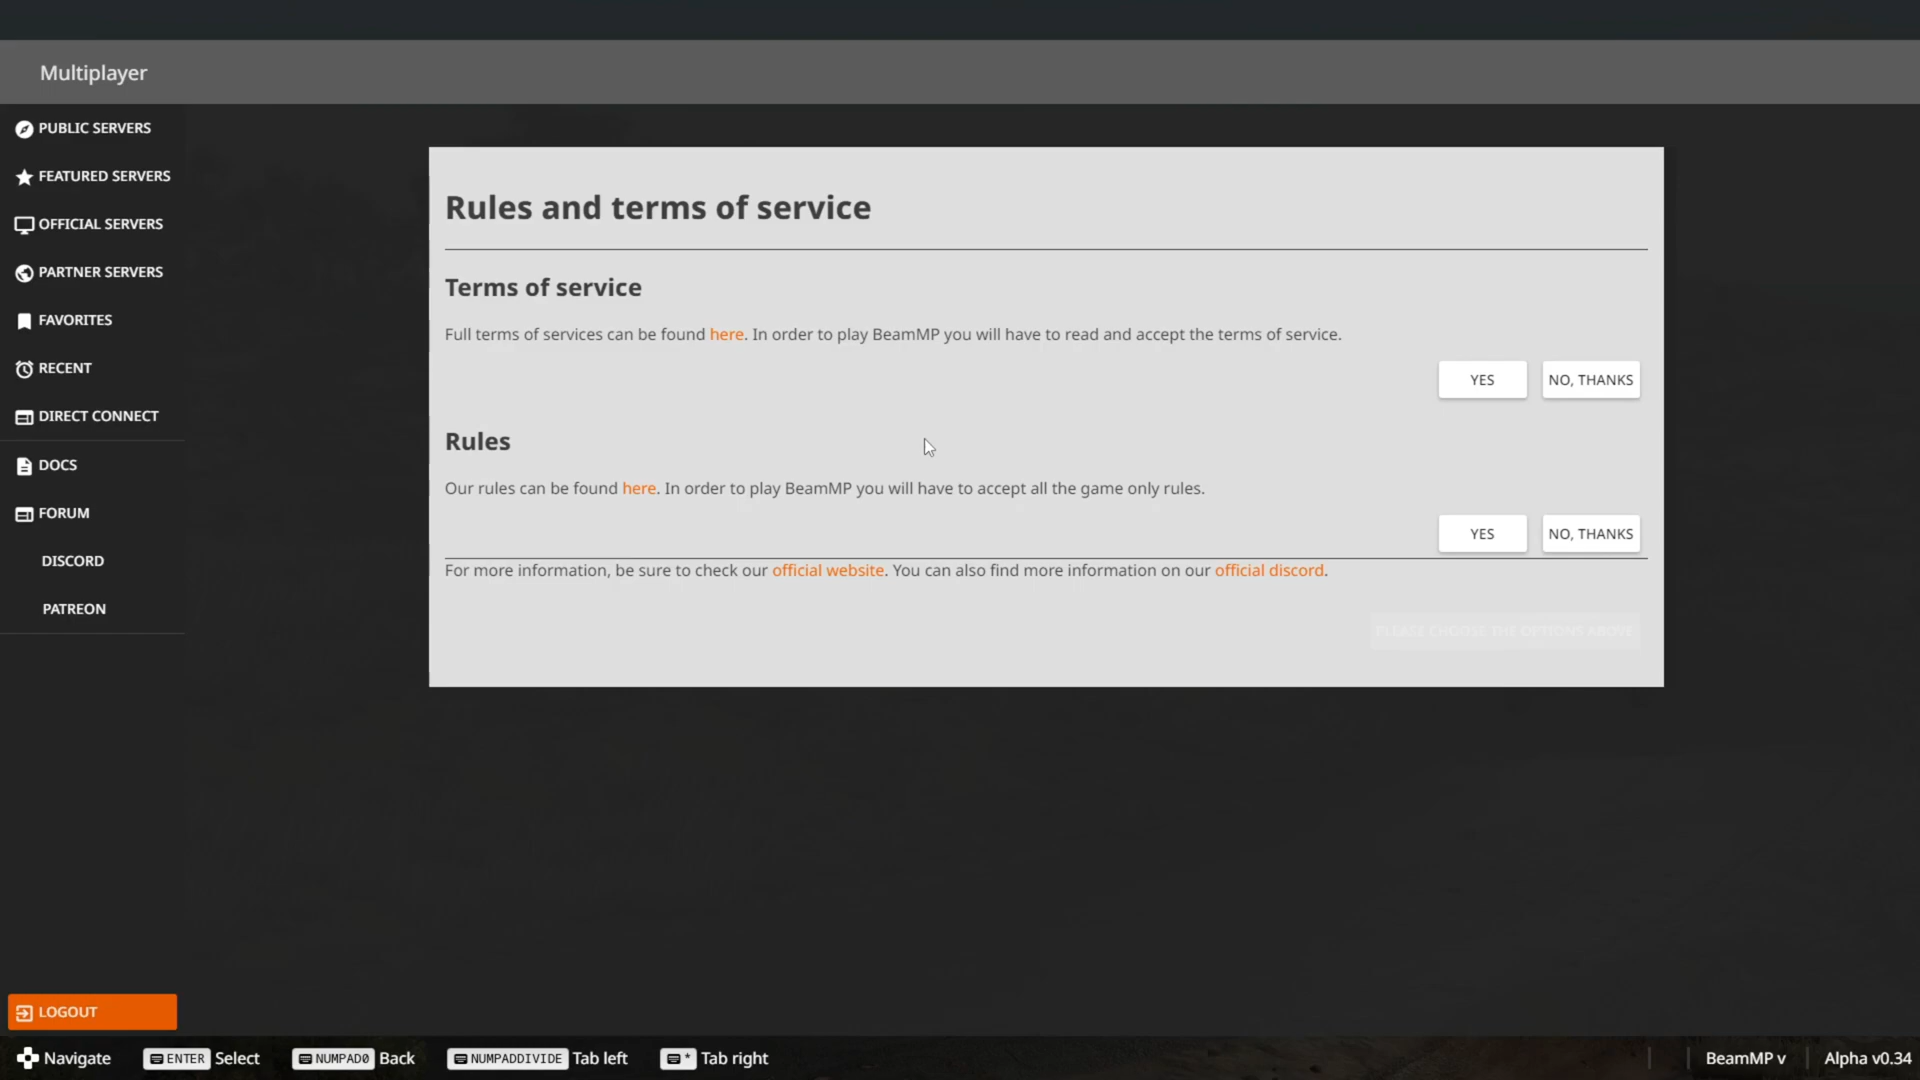 Multiplayer
PUBLIC SERVERS
FEATURED SERVERS
OFFICIAL SERVERS
PARTNER SERVERS
FAVORITES
RECENT
DIRECT CONNECT
DOCS
FORUM
DISCORD
PATREON
LOGOUT
Rules and terms of service
Terms of service
Full terms of services can be found here. In order to play BeamMP you will have to read and accept the terms of service.
YES NO, THANKS
Rules
Our rules can be found here. In order to play BeamMP you will have to accept all the game only rules.
YES NO, THANKS
For more information, be sure to check our official website. You can also find more information on our official discord.
PLEASE CHOOSE THE OPTIONS ABOVE
Navigate ENTER Select NUMPAD0 Back NUMPADDIVIDE Tab left * Tab right BeamMP v Alpha v0.34